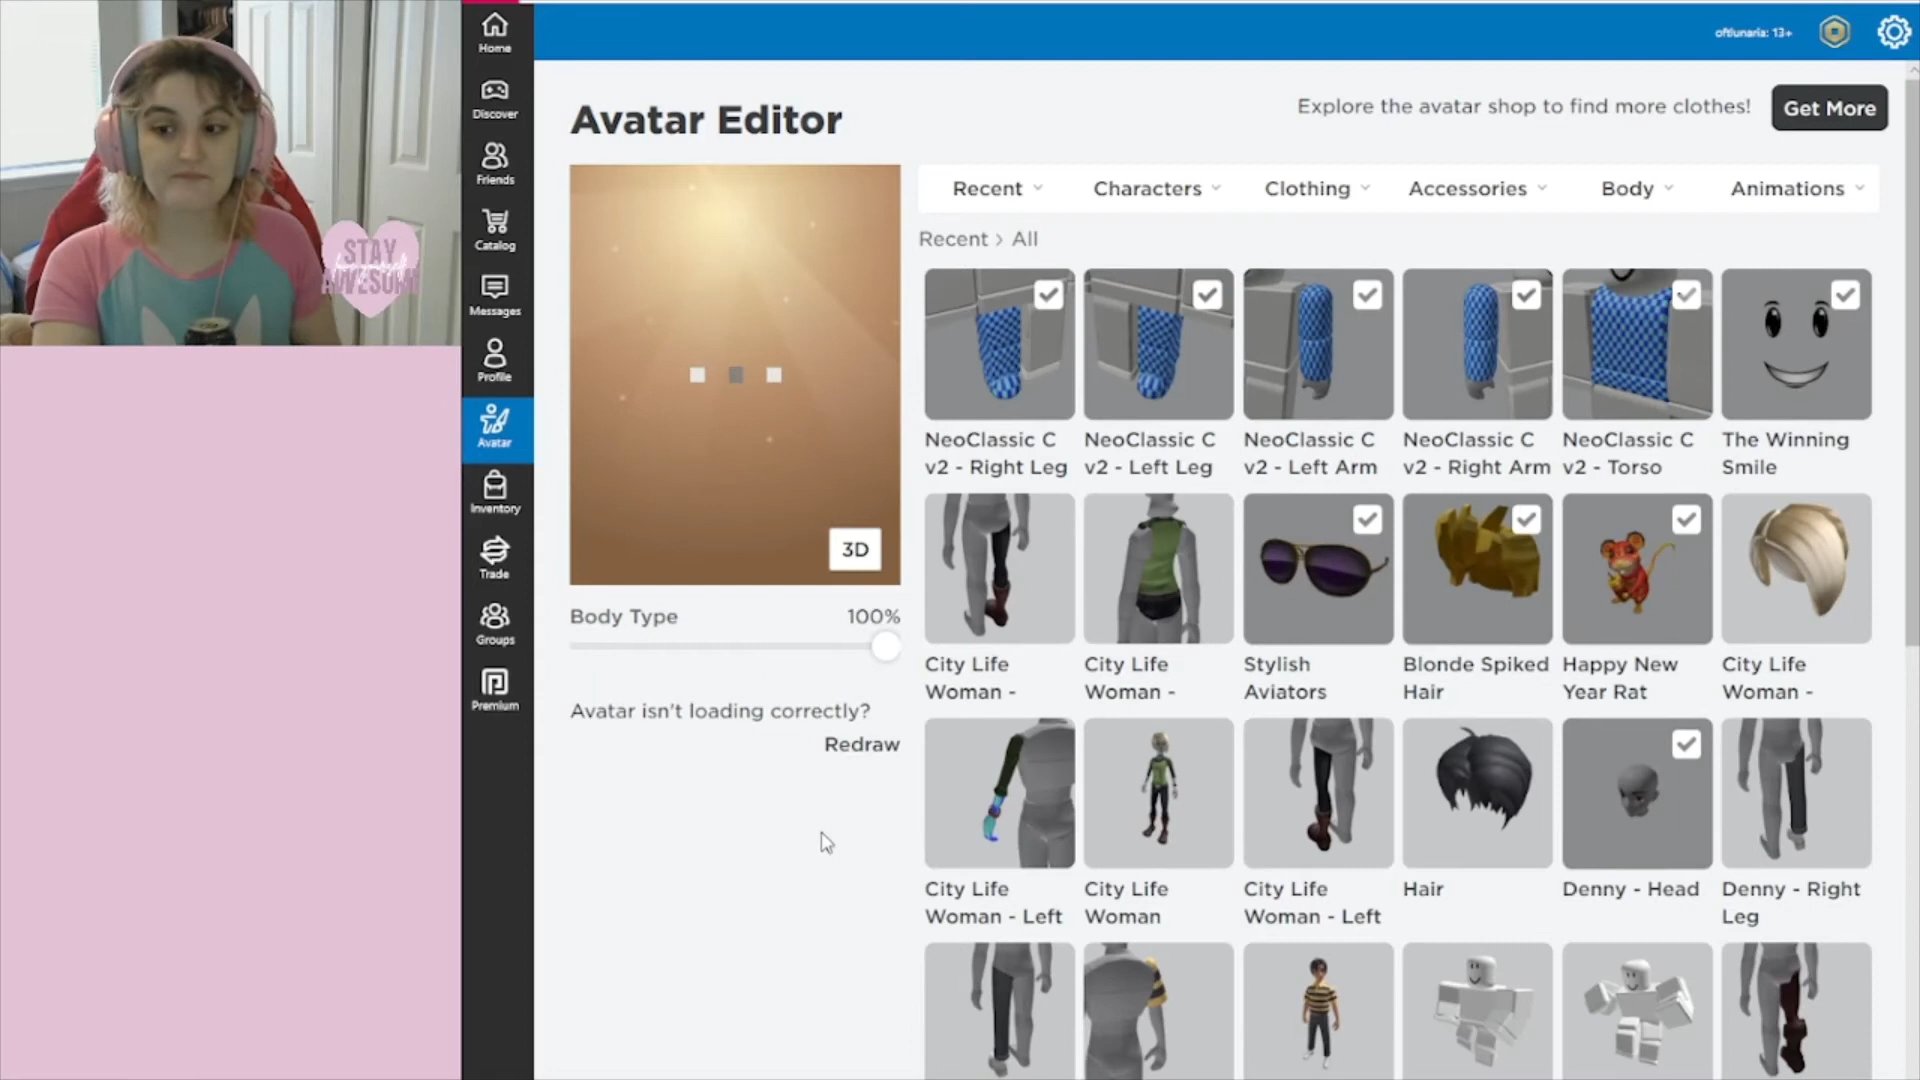 Home
Discover
Friends
Catalog
Messages
Profile
Avatar
Inventory
Trade
Groups
Premium
STAY
AWESOME
oftlunaria: 13+
Avatar Editor
Explore the avatar shop to find more clothes!
Get More
3D
Body Type
100%
Avatar isn't loading correctly?
Redraw
Recent
Characters
Clothing
Accessories
Body
Animations
Recent > All
NeoClassic C
v2 - Right Leg
NeoClassic C
v2 - Left Leg
NeoClassic C
v2 - Left Arm
NeoClassic C
v2 - Right Arm
NeoClassic C
v2 - Torso
The Winning
Smile
City Life
Woman -
City Life
Woman -
Stylish
Aviators
Blonde Spiked
Hair
Happy New
Year Rat
City Life
Woman -
City Life
Woman - Left
City Life
Woman
City Life
Woman - Left
Hair
Denny - Head
Denny - Right
Leg